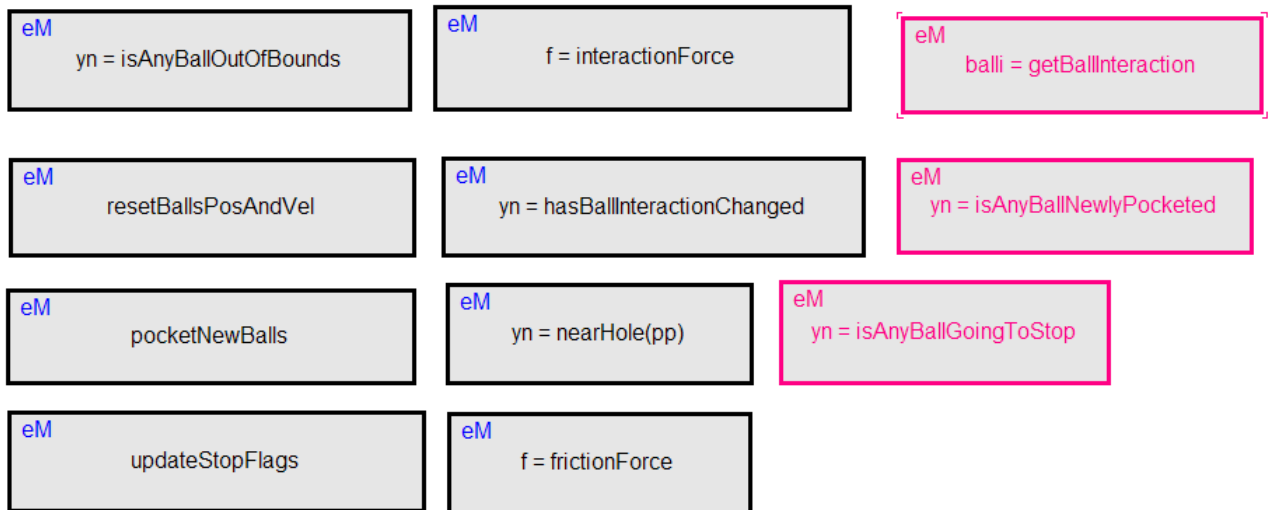 eM
yn = isAnyBallOutOfBounds
eM
f = interactionForce
eM
balli = getBallInteraction
eM
resetBallsPosAndVel
eM
yn = hasBallInteractionChanged
eM
yn = isAnyBallNewlyPocketed
eM
pocketNewBalls
eM
yn = nearHole(pp)
eM
yn = isAnyBallGoingToStop
eM
updateStopFlags
eM
f = frictionForce